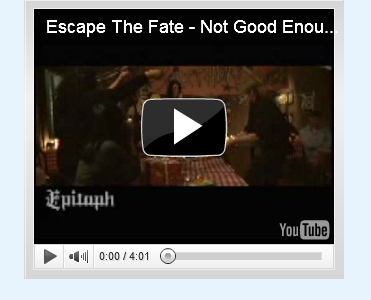 Escape The Fate - Not Good Enou...
Epitaph
YouTube
0:00 / 4:01